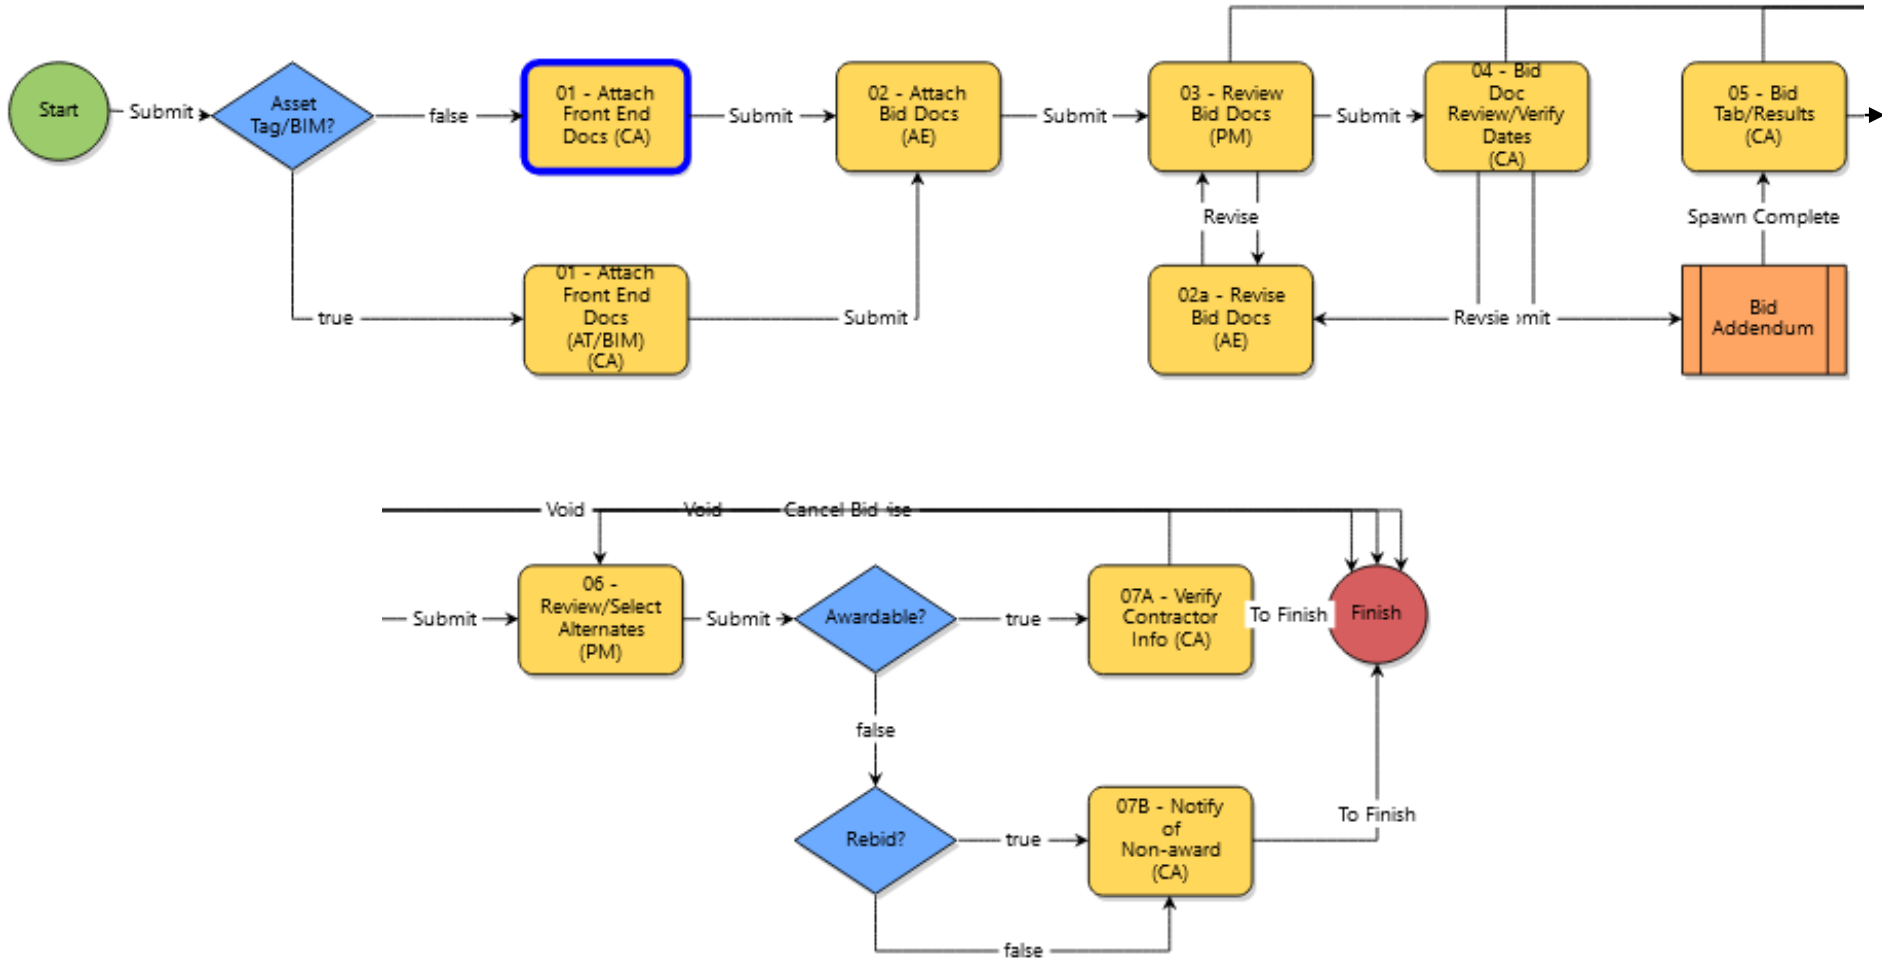 Start
Submit
Asset
Tag/BIM?
false
01 - Attach
Front End
Docs (CA)
Submit
02 - Attach
Bid Docs
(AE)
Submit
03 - Review
Bid Docs
(PM)
Submit
04 - Bid
Doc
Review/Verify
Dates
(CA)
05 - Bid
Tab/Results
(CA)
Revise
Spawn Complete
true
01 - Attach
Front End
Docs
(AT/BIM)
(CA)
Submit
02a - Revise
Bid Docs
(AE)
Revsie
mit
Bid
Addendum
Void
Void
Cancel Bid
ise
Submit
06 -
Review/Select
Alternates
(PM)
Submit
Awardable?
true
07A - Verify
Contractor
Info (CA)
To Finish
Finish
false
Rebid?
true
07B - Notify
of
Non-award
(CA)
To Finish
false